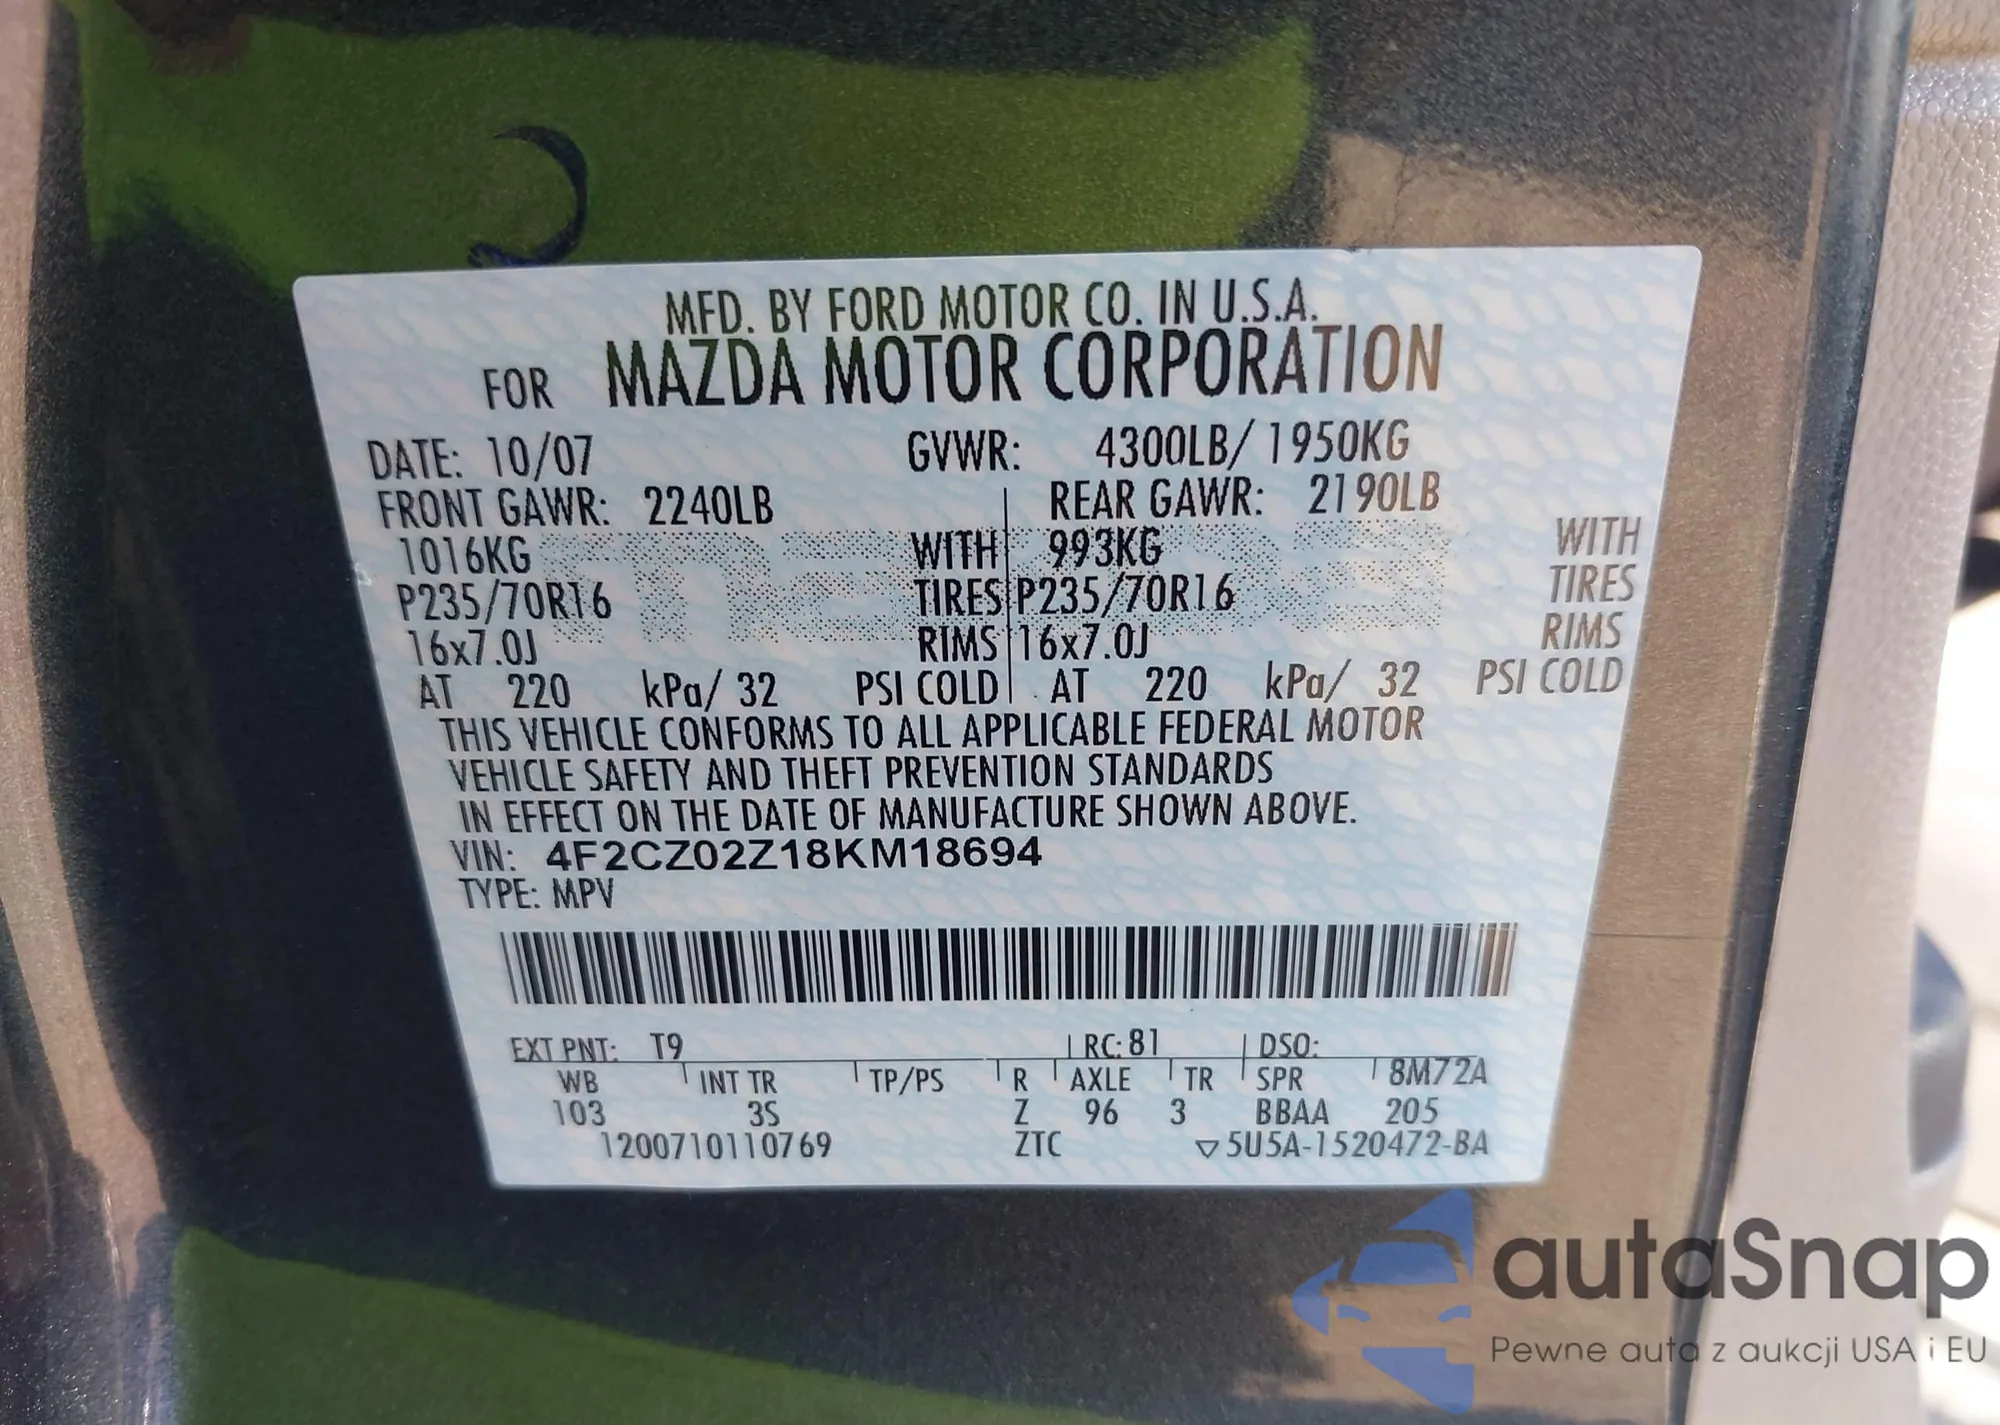 MFD. BY FORD MOTOR CO. IN U.S.A.
FOR MAZDA MOTOR CORPORATION
DATE: 10/07 GVWR: 4300LB/ 1950KG
FRONT GAWR: 2240LB REAR GAWR: 2190LB
1016KG WITH 993KG WITH
P235/70R16 TIRES P235/70R16 TIRES
16x7.0J RIMS 16x7.0J RIMS
AT 220 kPa/ 32 PSI COLD AT 220 kPa/ 32 PSI COLD
THIS VEHICLE CONFORMS TO ALL APPLICABLE FEDERAL MOTOR
VEHICLE SAFETY AND THEFT PREVENTION STANDARDS
IN EFFECT ON THE DATE OF MANUFACTURE SHOWN ABOVE.
VIN: 4F2CZ02Z18KM18694
TYPE: MPV
EXT PNT: T9 RC: 81 DSO:
WB INT TR TP/PS R AXLE TR SPR 8M72A
103 3S Z 96 3 BBAA 205
1200710110769 ZTC ▽5U5A-1520472-BA
autaSnap
Pewne auta z aukcji USA i EU